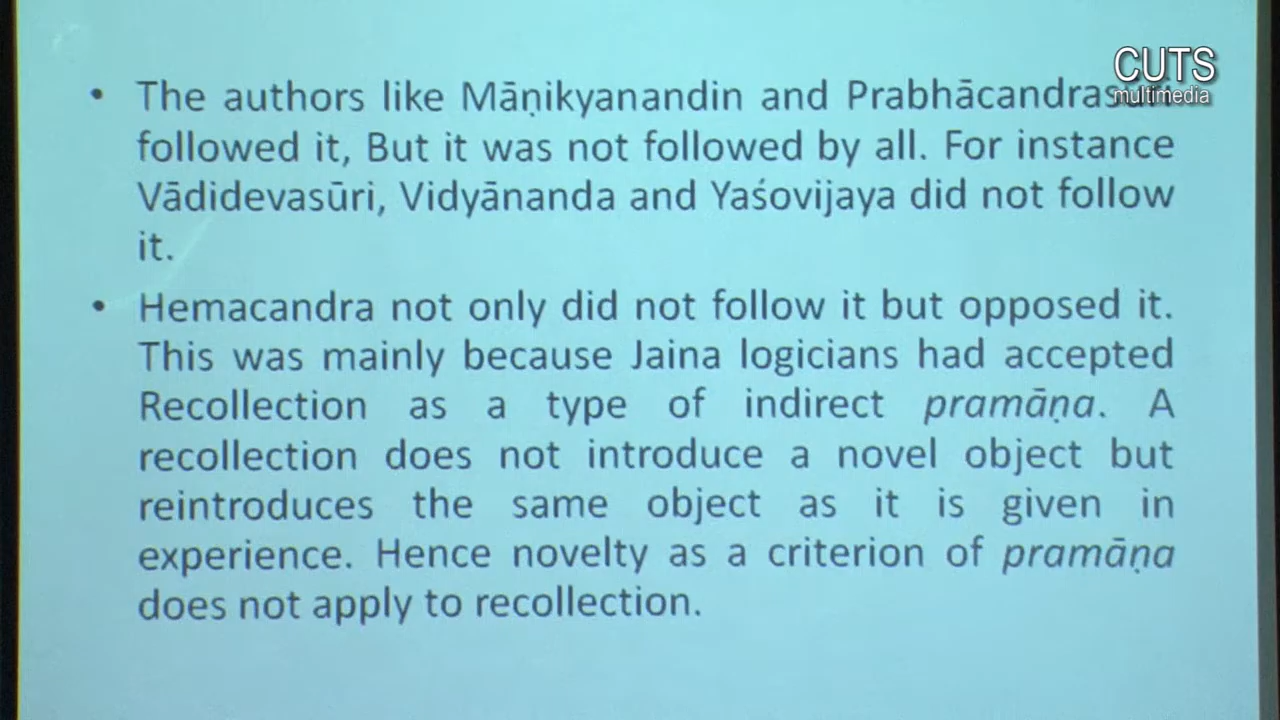 CUTS
multimedia
• The authors like Māṇikyanandin and
followed it, But it was not followed by all. For instance
Vādidevasūri, Vidyānanda and Yaśovijaya did not follow
it.
• Hemacandra not only did not follow it but opposed it.
This was mainly because Jaina logicians had accepted
Recollection as a type of indirect pramāṇa. A
recollection does not introduce a novel object but
reintroduces the same object as it is given in
experience. Hence novelty as a criterion of pramāṇa
does not apply to recollection.